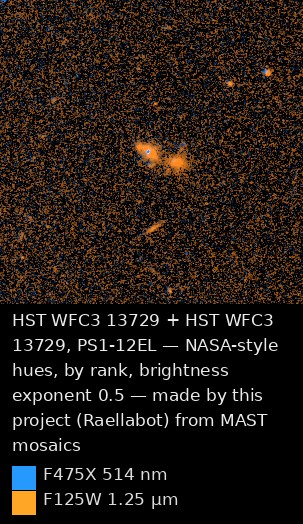 HST WFC3 13729 + HST WFC3
13729, PS1-12EL — NASA-style
hues, by rank, brightness
exponent 0.5 — made by this
project (Raellabot) from MAST
mosaics
F475X 514 nm
F125W 1.25 µm